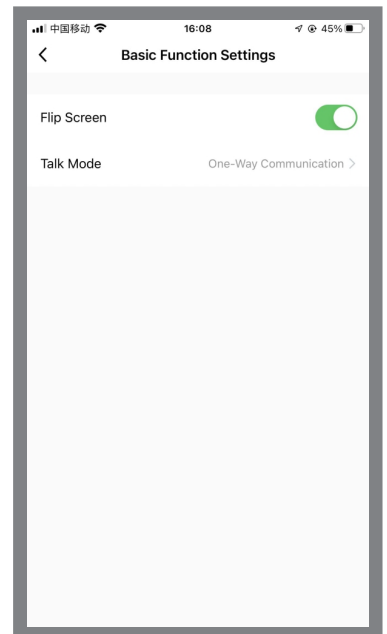 中国移动 16:08 45%
Basic Function Settings
Flip Screen
Talk Mode One-Way Communication